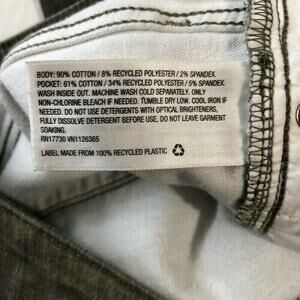 BODY: 90% COTTON / 8% RECYCLED POLYESTER / 2% SPANDEX.
POCKET: 61% COTTON / 34% RECYCLED POLYESTER / 5% SPANDEX.
WASH INSIDE OUT. MACHINE WASH COLD SEPARATELY. ONLY
NON-CHLORINE BLEACH IF NEEDED. TUMBLE DRY LOW. COOL IRON IF
NEEDED. DO NOT USE DETERGENTS WITH OPTICAL BRIGHTENERS,
FULLY DISSOLVE DETERGENT BEFORE USE, DO NOT LEAVE GARMENT
SOAKING.
RN17730 VN1126365
LABEL MADE FROM 100% RECYCLED PLASTIC